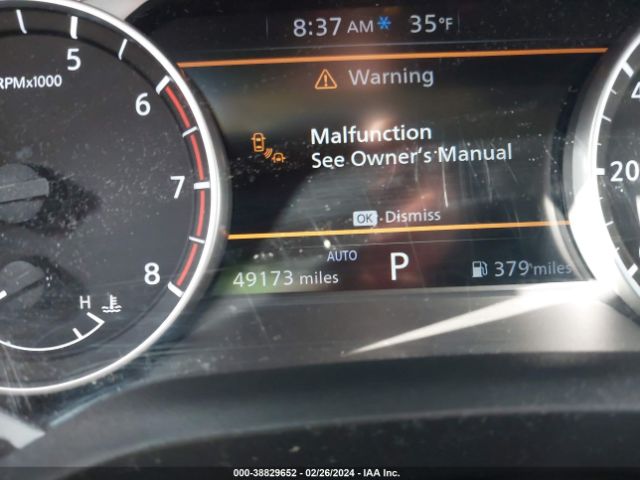 8:37 AM 35°F
RPMx1000
5
6
7
8
H
Warning
Malfunction
See Owner's Manual
OK Dismiss
AUTO
P
49173 miles
379 miles
20
4
000-38829652 - 02/26/2024 - IAA Inc.